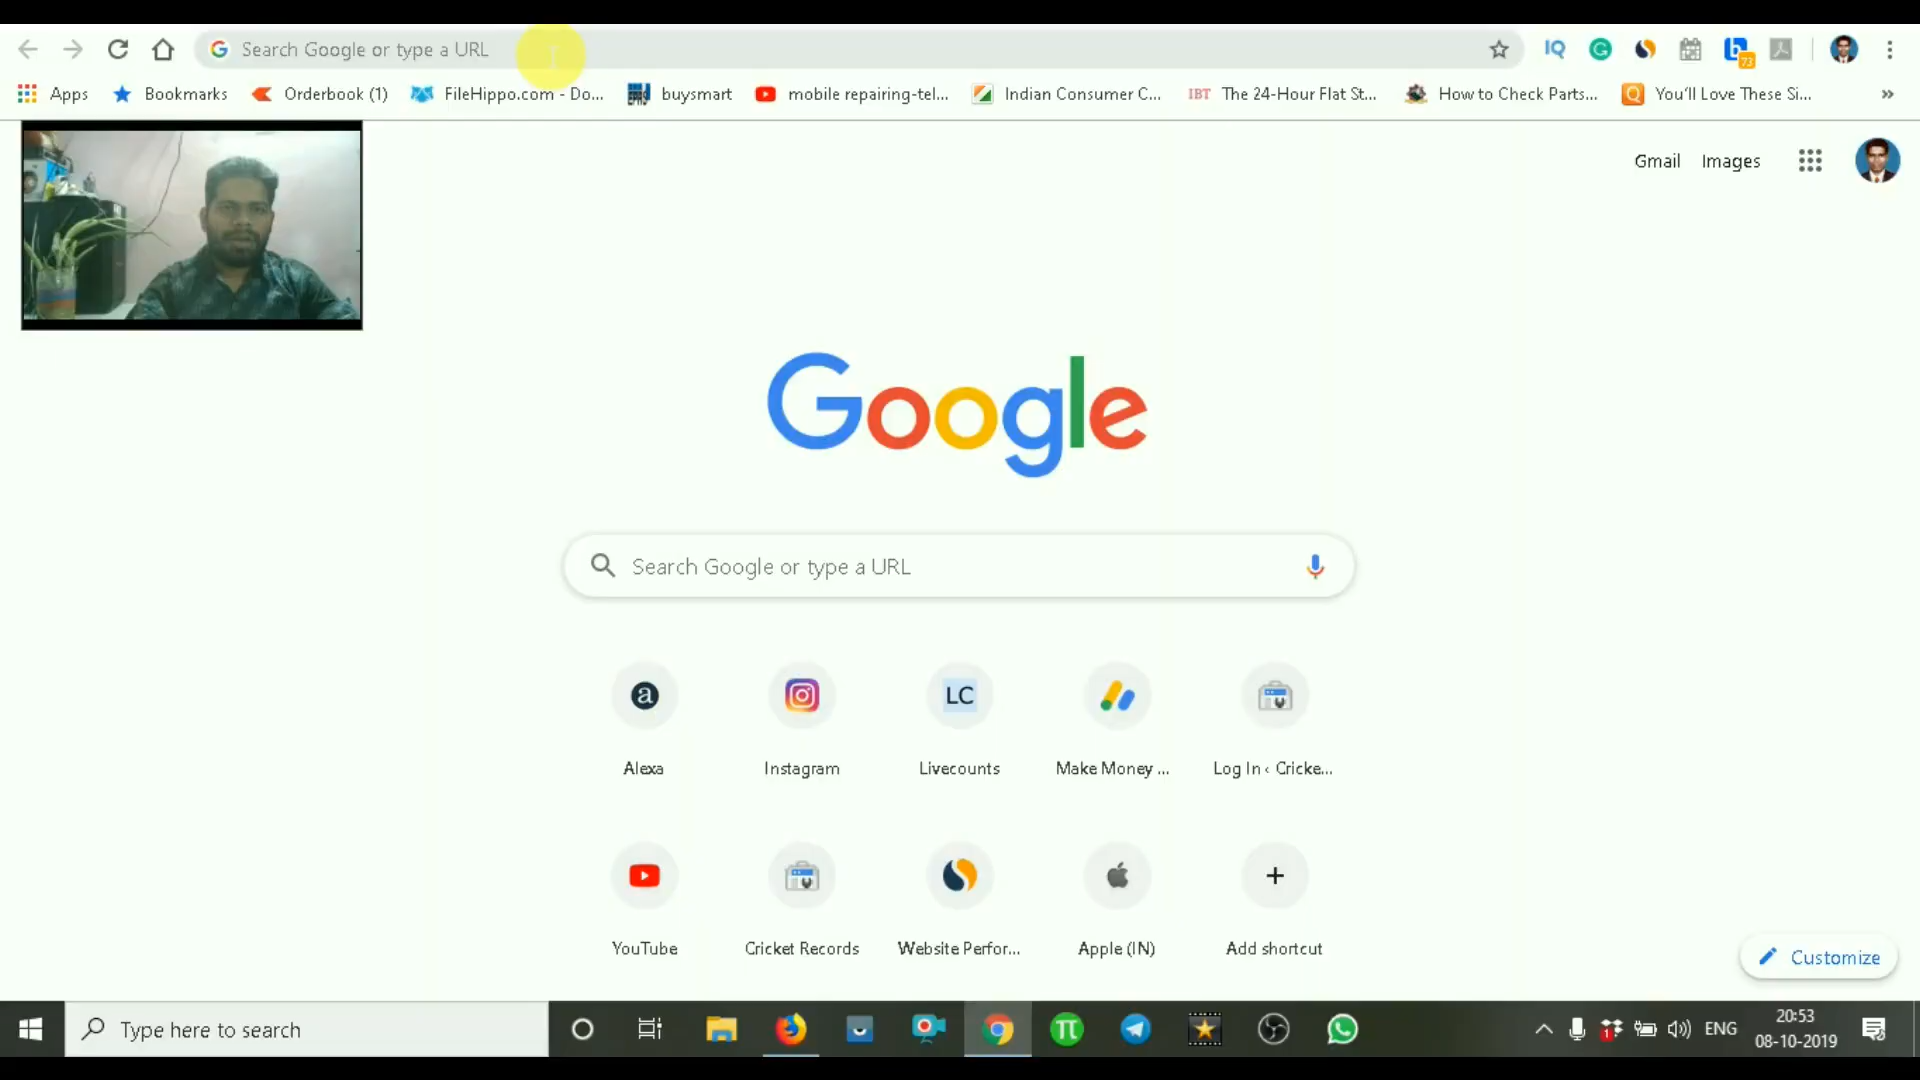 Search Google or type a URL
73
Apps
Bookmarks
Orderbook (1)
FileHippo.com - Do...
buysmart
mobile repairing-tel...
Indian Consumer C...
IBT The 24-Hour Flat St...
How to Check Parts...
You'll Love These Si...
»
Gmail
Images
Google
Search Google or type a URL
a
LC
Alexa
Instagram
Livecounts
Make Money ...
Log In ‹ Cricke...
YouTube
Cricket Records
Website Perfor...
Apple (IN)
Add shortcut
Customize
Type here to search
ENG
20:53
08-10-2019